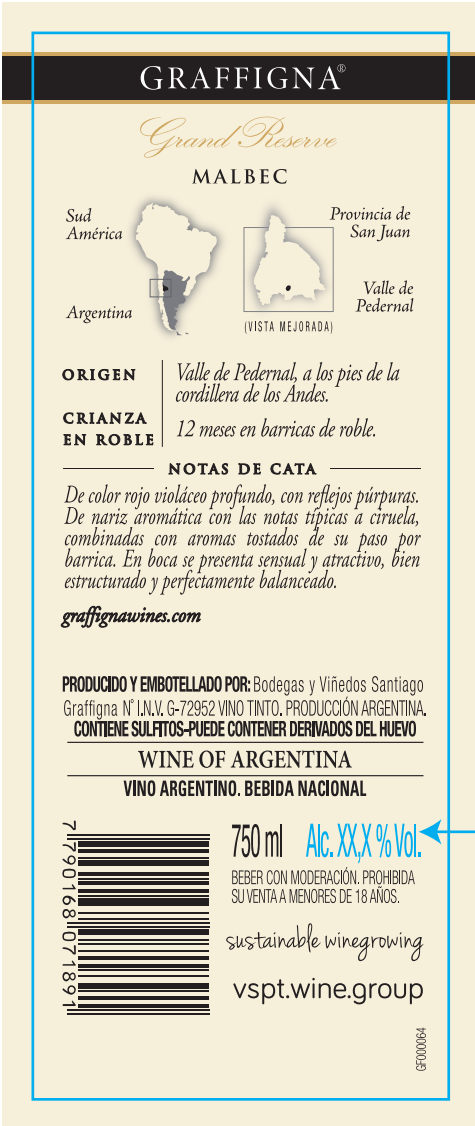 GRAFFIGNA®
Grand Reserve
MALBEC
Sud
América
Provincia de
San Juan
Argentina
Valle de
Pedernal
(VISTA MEJORADA)
ORIGEN
Valle de Pedernal, a los pies de la
cordillera de los Andes.
CRIANZA
EN ROBLE
12 meses en barricas de roble.
NOTAS DE CATA
De color rojo violáceo profundo, con reflejos púrpuras.
De nariz aromática con las notas típicas a ciruela,
combinadas con aromas tostados de su paso por
barrica. En boca se presenta sensual y atractivo, bien
estructurado y perfectamente balanceado.
graffignawines.com
PRODUCIDO Y EMBOTELLADO POR: Bodegas y Viñedos Santiago
Graffigna N° I.N.V. G-72952 VINO TINTO. PRODUCCIÓN ARGENTINA.
CONTIENE SULFITOS-PUEDE CONTENER DERIVADOS DEL HUEVO
WINE OF ARGENTINA
VINO ARGENTINO. BEBIDA NACIONAL
7 790168 071891
750 ml Alc. XX,X % Vol.
BEBER CON MODERACIÓN. PROHIBIDA
SU VENTA A MENORES DE 18 AÑOS.
sustainable winegrowing
vspt.wine.group
GF000064